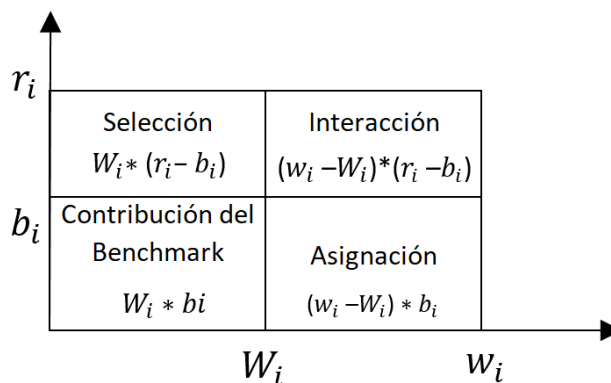 r_i
Selección
W_i * (r_i – b_i)
Interacción
(w_i –W_i)*(r_i –b_i)
b_i
Contribución del
Benchmark
W_i * bi
Asignación
(w_i –W_i) * b_i
W_i
w_i